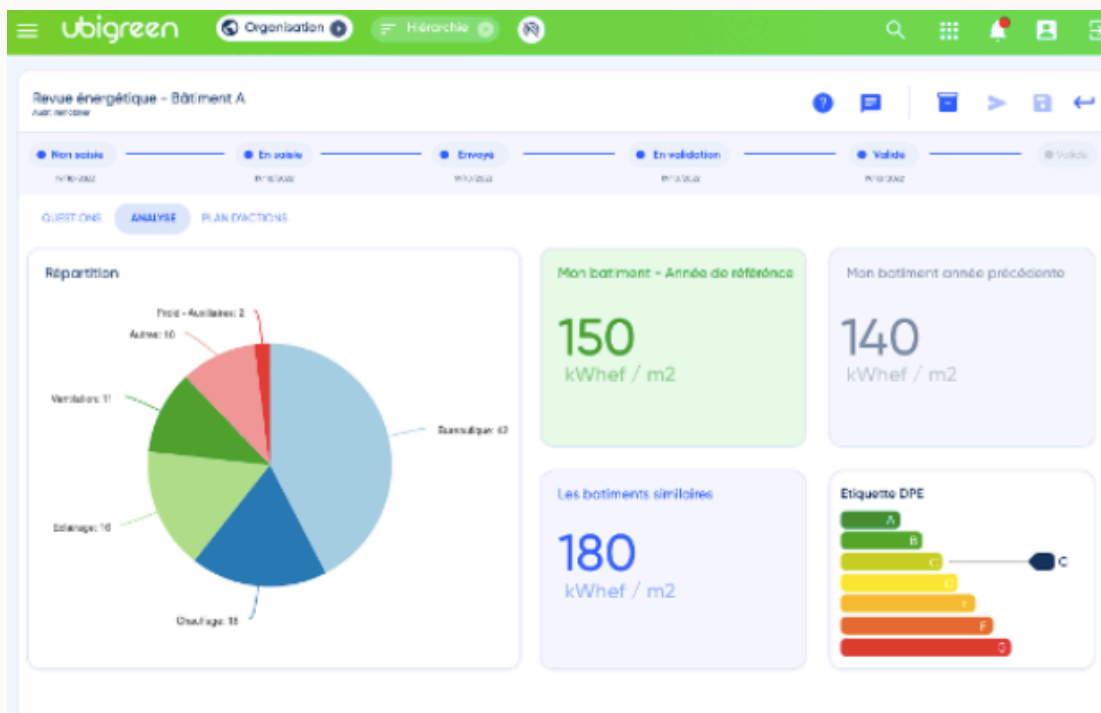 ubigreen
Organisation
Hiérarchie
Revue énergétique - Bâtiment A
Non saisie
En saisie
Envoyé
En validation
Validé
QUESTIONS
ANALYSE
PLAN D'ACTIONS
Répartition
Froid - Auxiliaires: 2
Autres: 10
Ventilation: 11
Bureautique: 42
Eclairage: 16
Chauffage: 18
Mon batiment - Année de référénce
150
kWhef / m2
Mon batiment année précédente
140
kWhef / m2
Les batiments similaires
180
kWhef / m2
Etiquette DPE
A
B
C
C
D
E
F
G